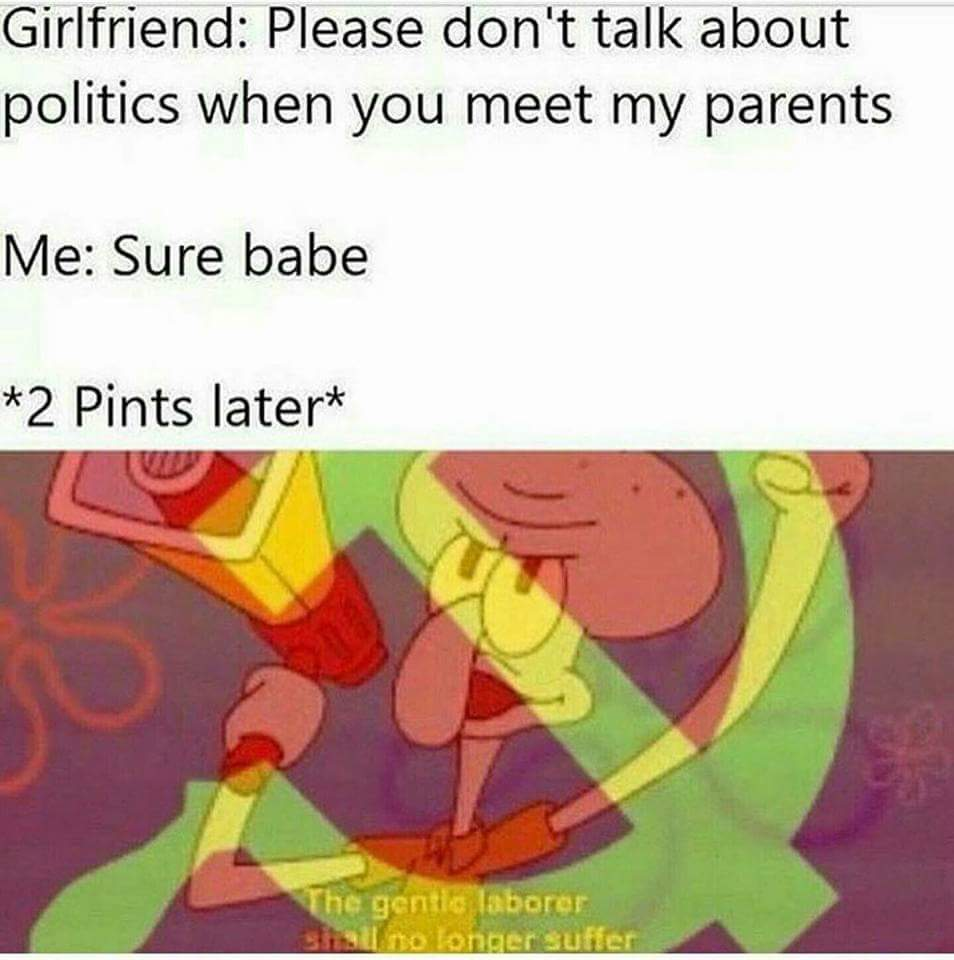 Girlfriend: Please don't talk about
politics when you meet my parents
Me: Sure babe
*2 Pints later*
The gentle laborer
shall no longer suffer